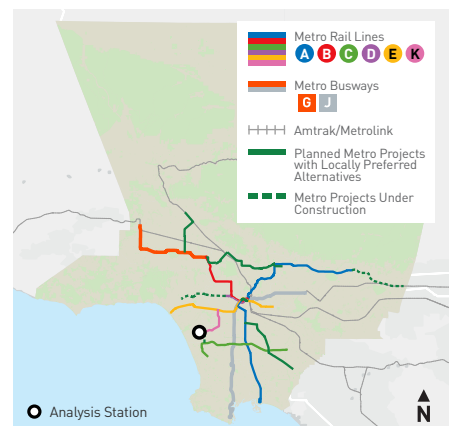 Metro Rail Lines
A B C D E K
Metro Busways
G J
Amtrak/Metrolink
Planned Metro Projects
with Locally Preferred
Alternatives
Metro Projects Under
Construction
Analysis Station
N